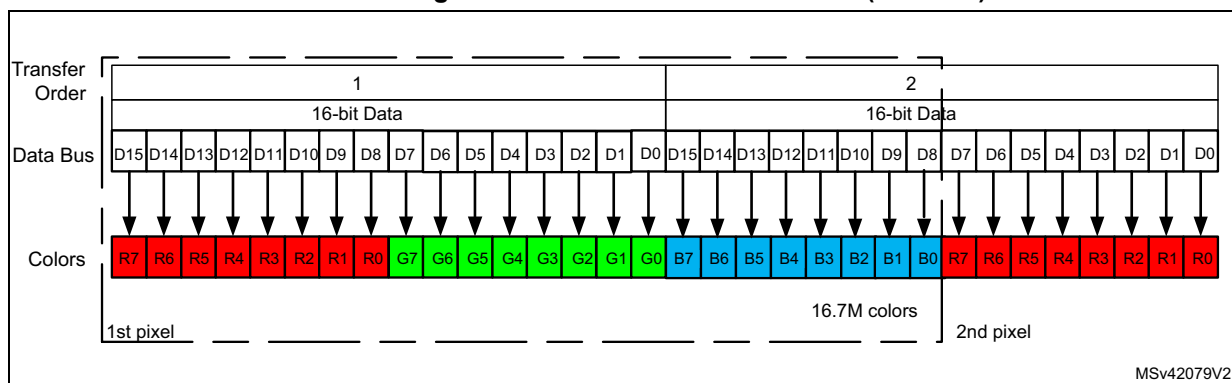 Transfer Order 1 2
16-bit Data 16-bit Data
Data Bus D15 D14 D13 D12 D11 D10 D9 D8 D7 D6 D5 D4 D3 D2 D1 D0 D15 D14 D13 D12 D11 D10 D9 D8 D7 D6 D5 D4 D3 D2 D1 D0
Colors R7 R6 R5 R4 R3 R2 R1 R0 G7 G6 G5 G4 G3 G2 G1 G0 B7 B6 B5 B4 B3 B2 B1 B0 R7 R6 R5 R4 R3 R2 R1 R0
16.7M colors
1st pixel 2nd pixel
MSv42079V2